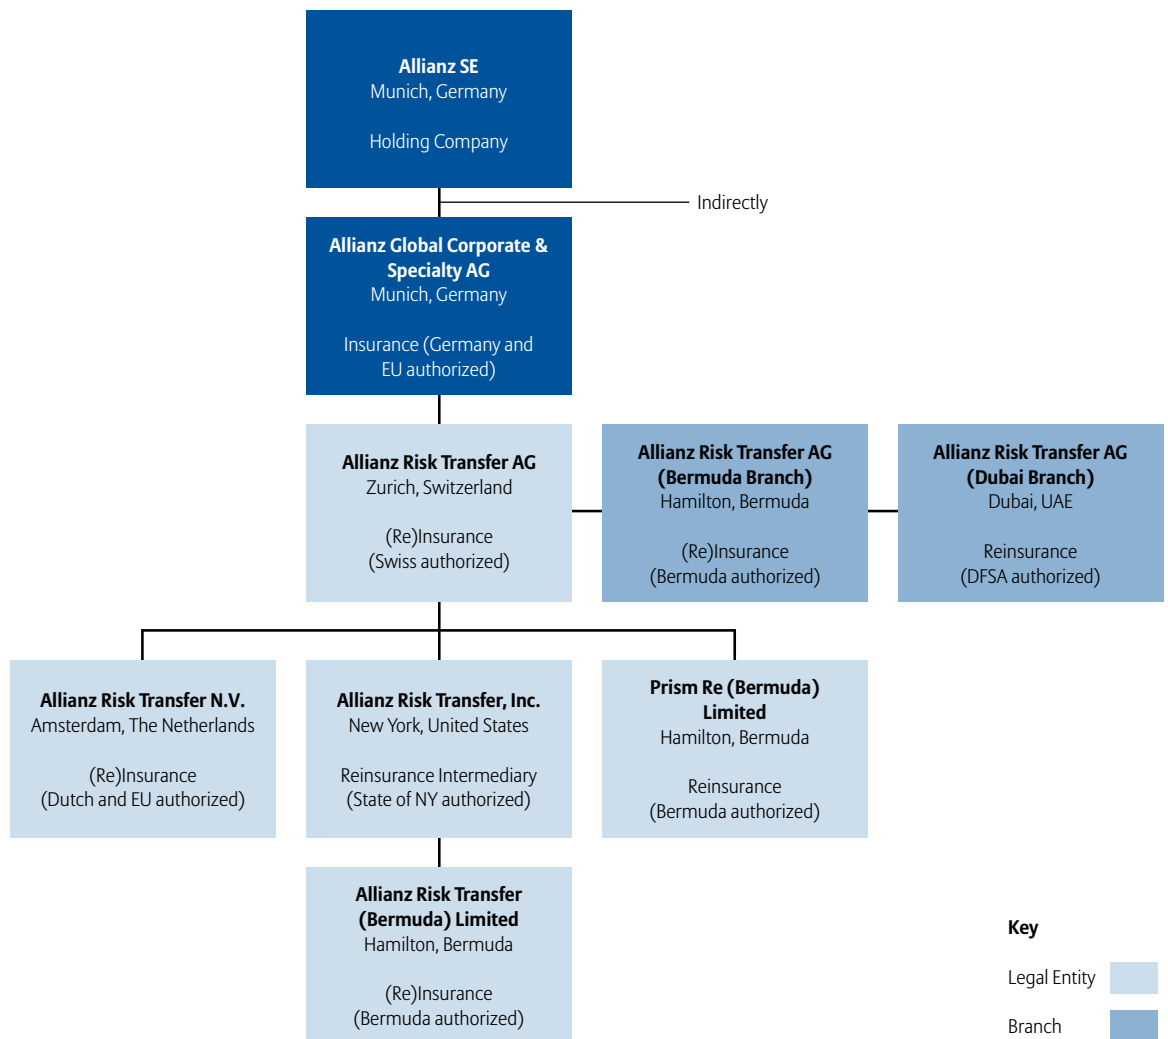 Allianz SE
Munich, Germany
Holding Company
Indirectly
Allianz Global Corporate &
Specialty AG
Munich, Germany
Insurance (Germany and
EU authorized)
Allianz Risk Transfer AG
Zurich, Switzerland
(Re)Insurance
(Swiss authorized)
Allianz Risk Transfer AG
(Bermuda Branch)
Hamilton, Bermuda
(Re)Insurance
(Bermuda authorized)
Allianz Risk Transfer AG
(Dubai Branch)
Dubai, UAE
Reinsurance
(DFSA authorized)
Allianz Risk Transfer N.V.
Amsterdam, The Netherlands
(Re)Insurance
(Dutch and EU authorized)
Allianz Risk Transfer, Inc.
New York, United States
Reinsurance Intermediary
(State of NY authorized)
Prism Re (Bermuda)
Limited
Hamilton, Bermuda
Reinsurance
(Bermuda authorized)
Allianz Risk Transfer
(Bermuda) Limited
Hamilton, Bermuda
(Re)Insurance
(Bermuda authorized)
Key
Legal Entity
Branch